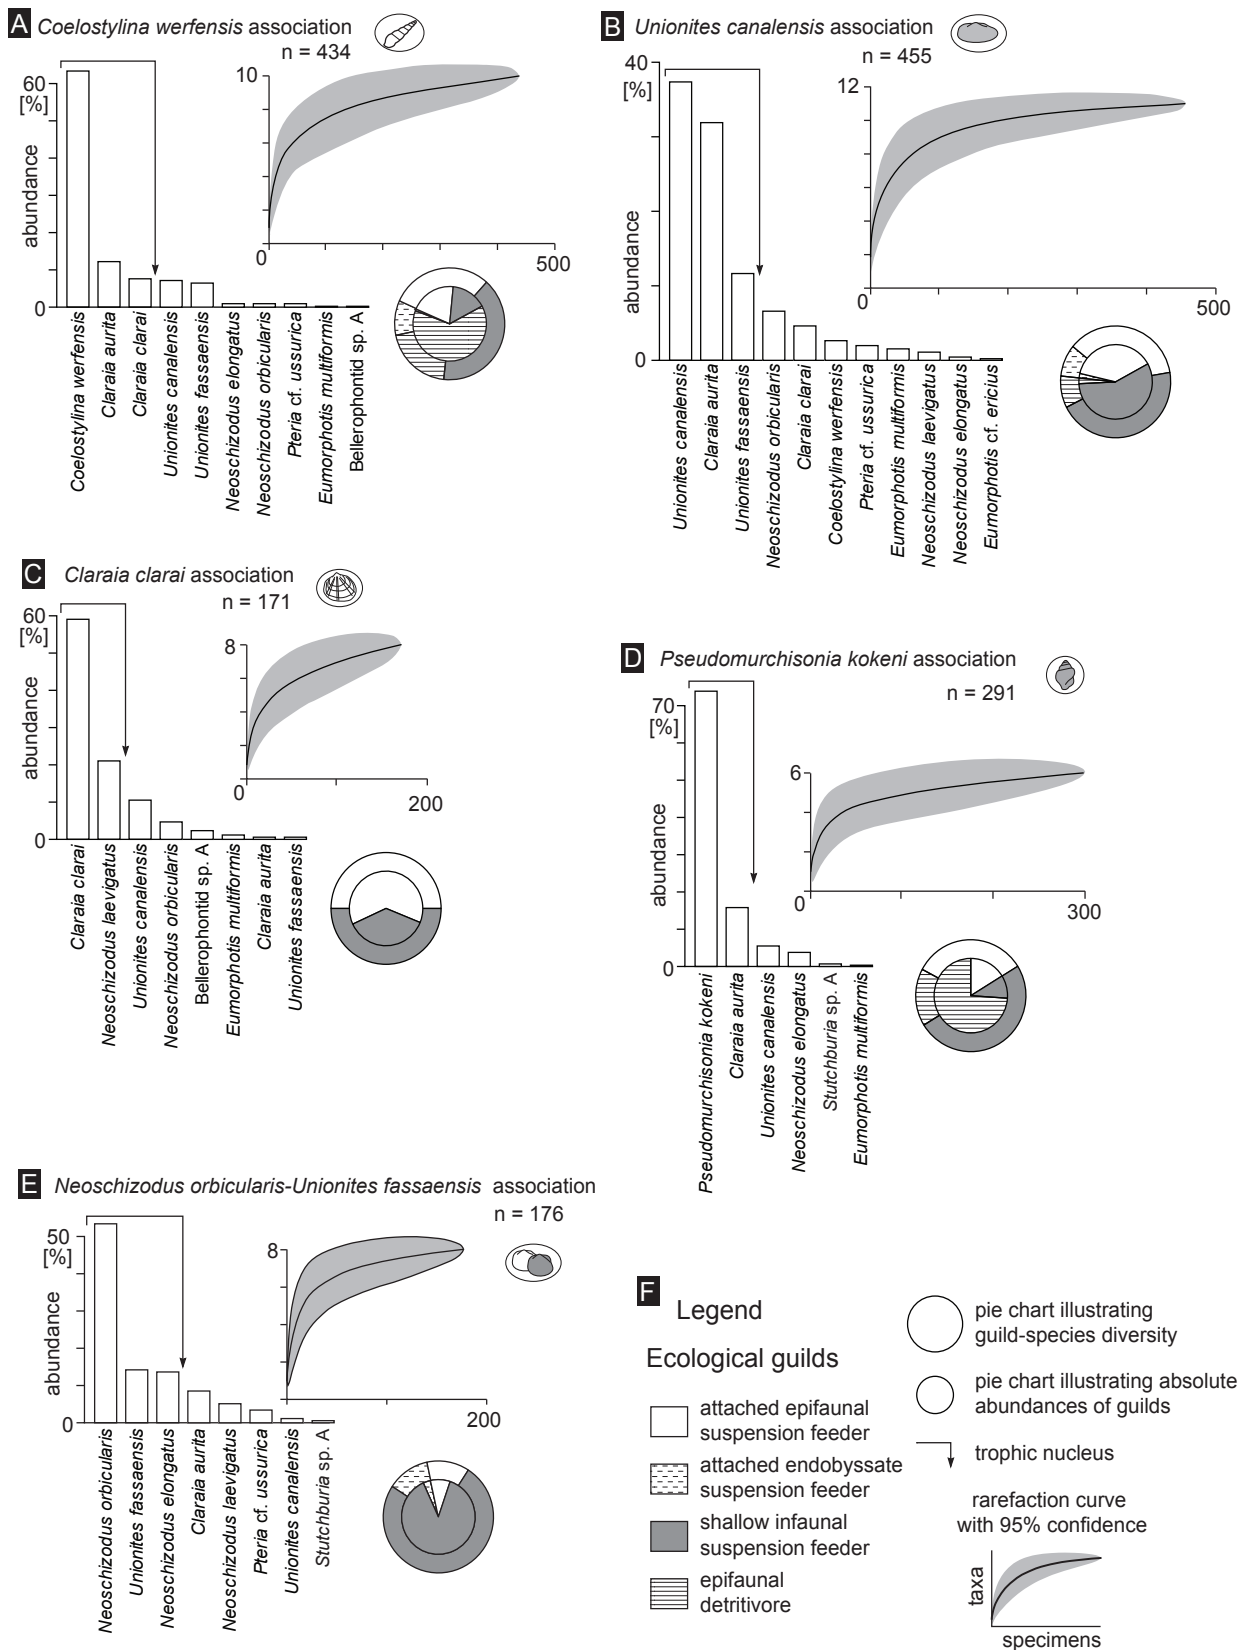 A Coelostylina werfensis association
n = 434
60
[%]
abundance
0
10
0
500
Coelostylina werfensis
Claraia aurita
Claraia clarai
Unionites canalensis
Unionites fassaensis
Neoschizodus elongatus
Neoschizodus orbicularis
Pteria cf. ussurica
Eumorphotis multiformis
Bellerophontid sp. A
B Unionites canalensis association
n = 455
40
[%]
abundance
0
12
0
500
Unionites canalensis
Claraia aurita
Unionites fassaensis
Neoschizodus orbicularis
Claraia clarai
Coelostylina werfensis
Pteria cf. ussurica
Eumorphotis multiformis
Neoschizodus laevigatus
Neoschizodus elongatus
Eumorphotis cf. ericius
C Claraia clarai association
n = 171
60
[%]
abundance
0
8
0
200
Claraia clarai
Neoschizodus laevigatus
Unionites canalensis
Neoschizodus orbicularis
Bellerophontid sp. A
Eumorphotis multiformis
Claraia aurita
Unionites fassaensis
D Pseudomurchisonia kokeni association
n = 291
70
[%]
abundance
0
6
0
300
Pseudomurchisonia kokeni
Claraia aurita
Unionites canalensis
Neoschizodus elongatus
Stutchburia sp. A
Eumorphotis multiformis
E Neoschizodus orbicularis-Unionites fassaensis association
n = 176
50
[%]
abundance
0
8
200
Neoschizodus orbicularis
Unionites fassaensis
Neoschizodus elongatus
Claraia aurita
Neoschizodus laevigatus
Pteria cf. ussurica
Unionites canalensis
Stutchburia sp. A
F Legend
Ecological guilds
attached epifaunal
suspension feeder
attached endobyssate
suspension feeder
shallow infaunal
suspension feeder
epifaunal
detritivore
pie chart illustrating
guild-species diversity
pie chart illustrating absolute
abundances of guilds
trophic nucleus
rarefaction curve
with 95% confidence
taxa
specimens